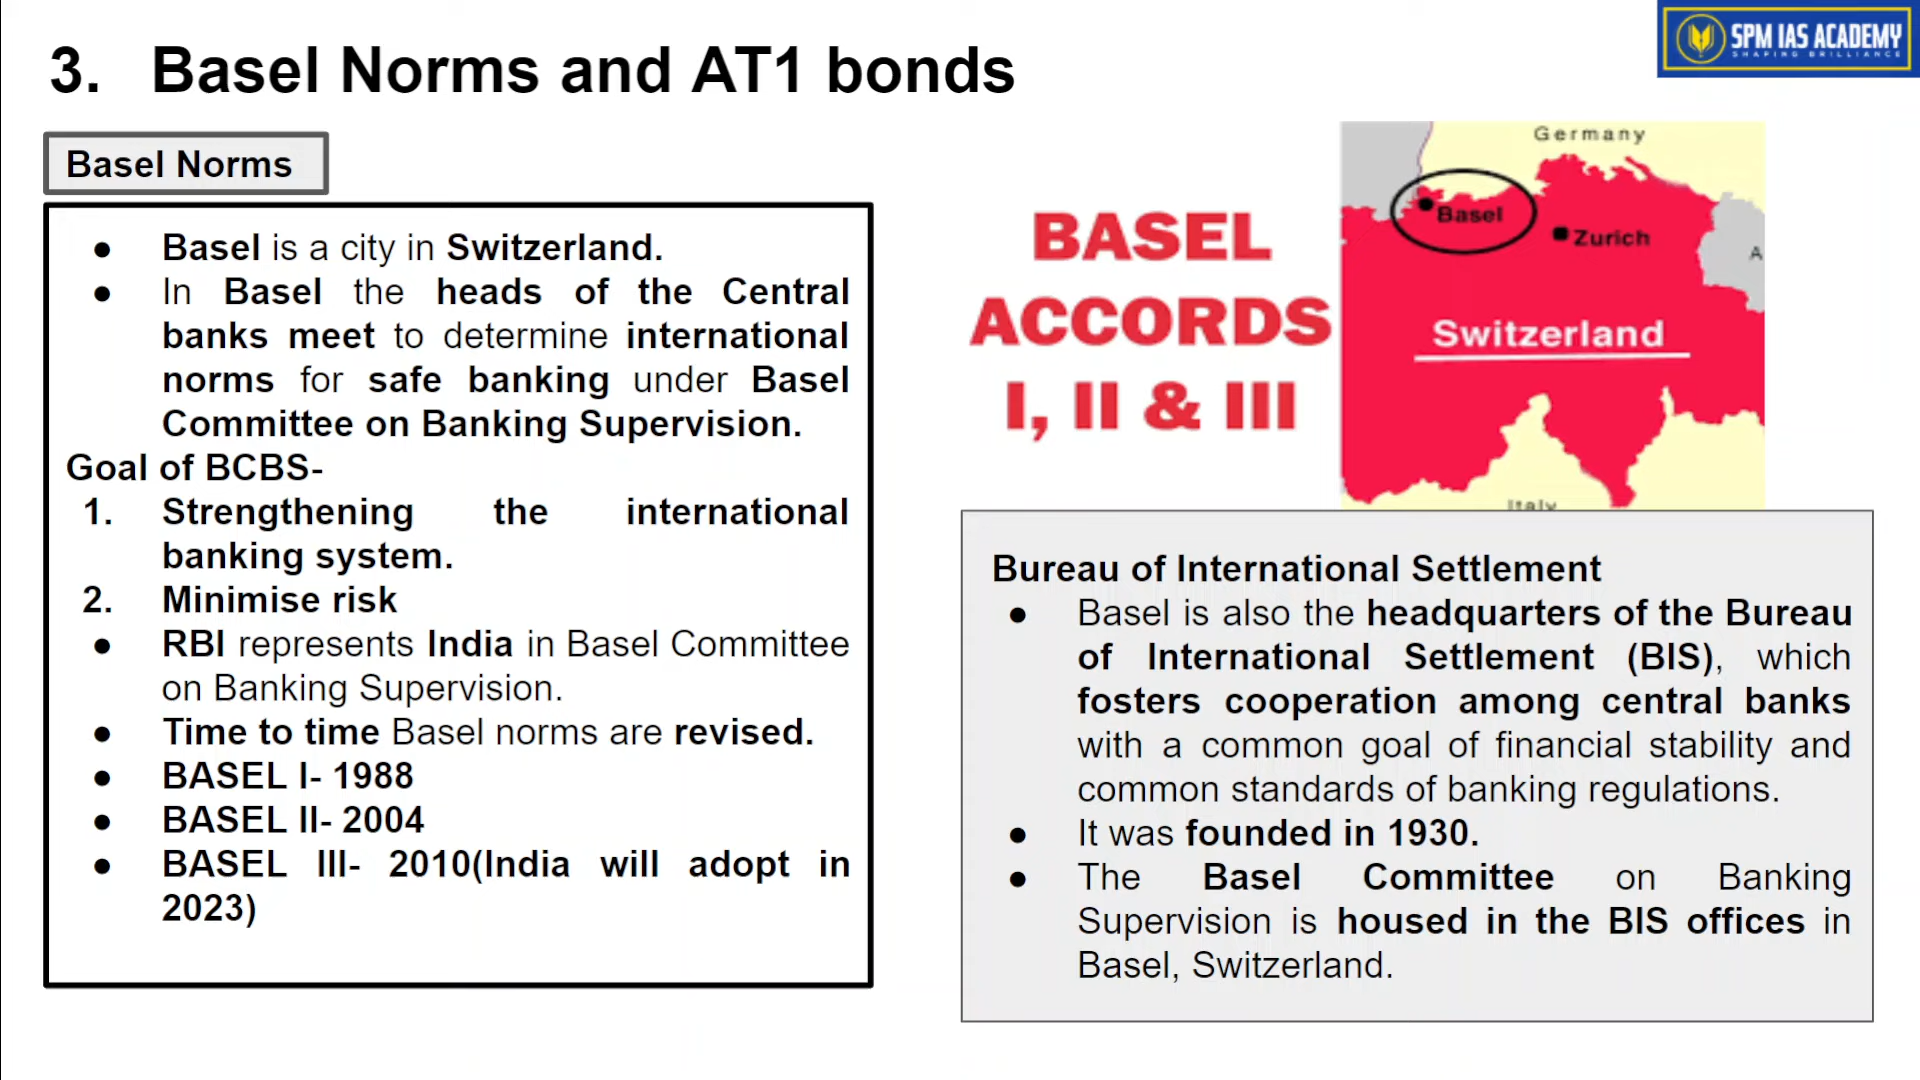 3. Basel Norms and AT1 bonds
SPM IAS ACADEMY
SHAPING BRILLIANCE
Basel Norms
● Basel is a city in Switzerland.
● In Basel the heads of the Central
banks meet to determine international
norms for safe banking under Basel
Committee on Banking Supervision.
Goal of BCBS-
1. Strengthening the international
banking system.
2. Minimise risk
● RBI represents India in Basel Committee
on Banking Supervision.
● Time to time Basel norms are revised.
● BASEL I- 1988
● BASEL II- 2004
● BASEL III- 2010(India will adopt in
2023)
BASEL
ACCORDS
I, II & III
Germany
Basel
Zurich
A
Switzerland
Italy
Bureau of International Settlement
● Basel is also the headquarters of the Bureau
of International Settlement (BIS), which
fosters cooperation among central banks
with a common goal of financial stability and
common standards of banking regulations.
● It was founded in 1930.
● The Basel Committee on Banking
Supervision is housed in the BIS offices in
Basel, Switzerland.